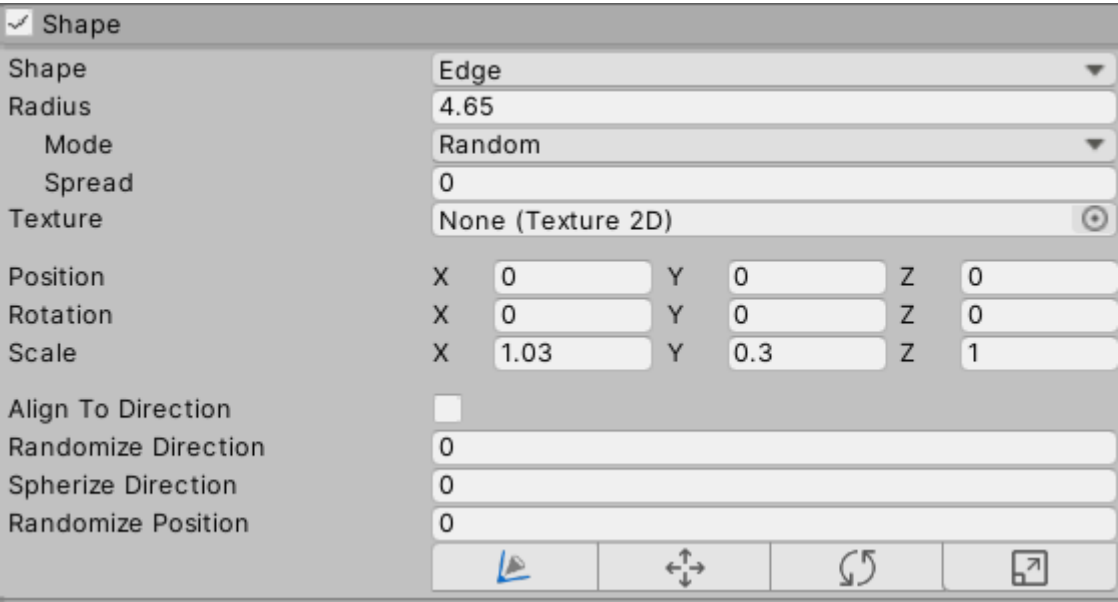 Shape
Shape Edge
Radius 4.65
Mode Random
Spread 0
Texture None (Texture 2D)
Position X 0 Y 0 Z 0
Rotation X 0 Y 0 Z 0
Scale X 1.03 Y 0.3 Z 1
Align To Direction
Randomize Direction 0
Spherize Direction 0
Randomize Position 0